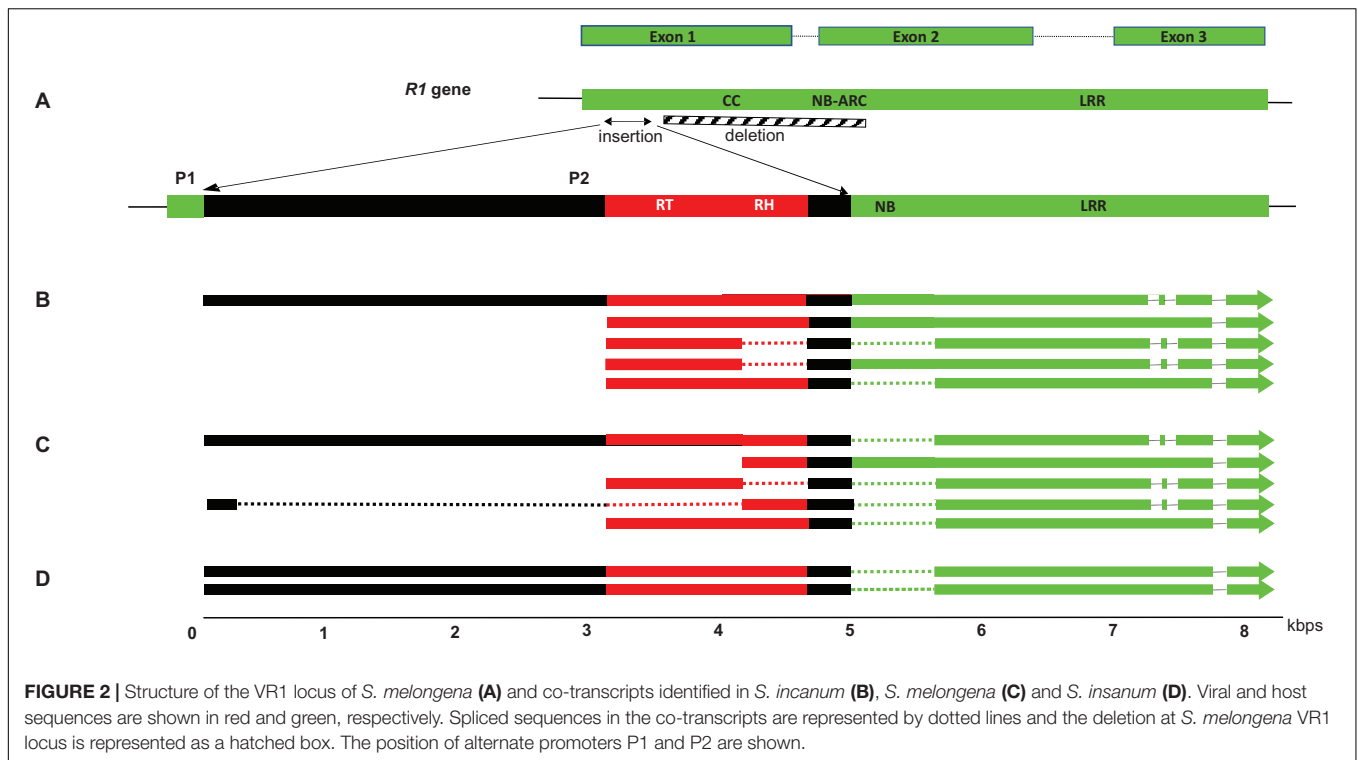 Exon 1 Exon 2 Exon 3
A R1 gene CC NB-ARC LRR
insertion deletion
P1 P2
RT RH NB LRR
B
C
D
0 1 2 3 4 5 6 7 8 kbps
FIGURE 2 | Structure of the VR1 locus of S. melongena (A) and co-transcripts identified in S. incanum (B), S. melongena (C) and S. insanum (D). Viral and host
sequences are shown in red and green, respectively. Spliced sequences in the co-transcripts are represented by dotted lines and the deletion at S. melongena VR1
locus is represented as a hatched box. The position of alternate promoters P1 and P2 are shown.